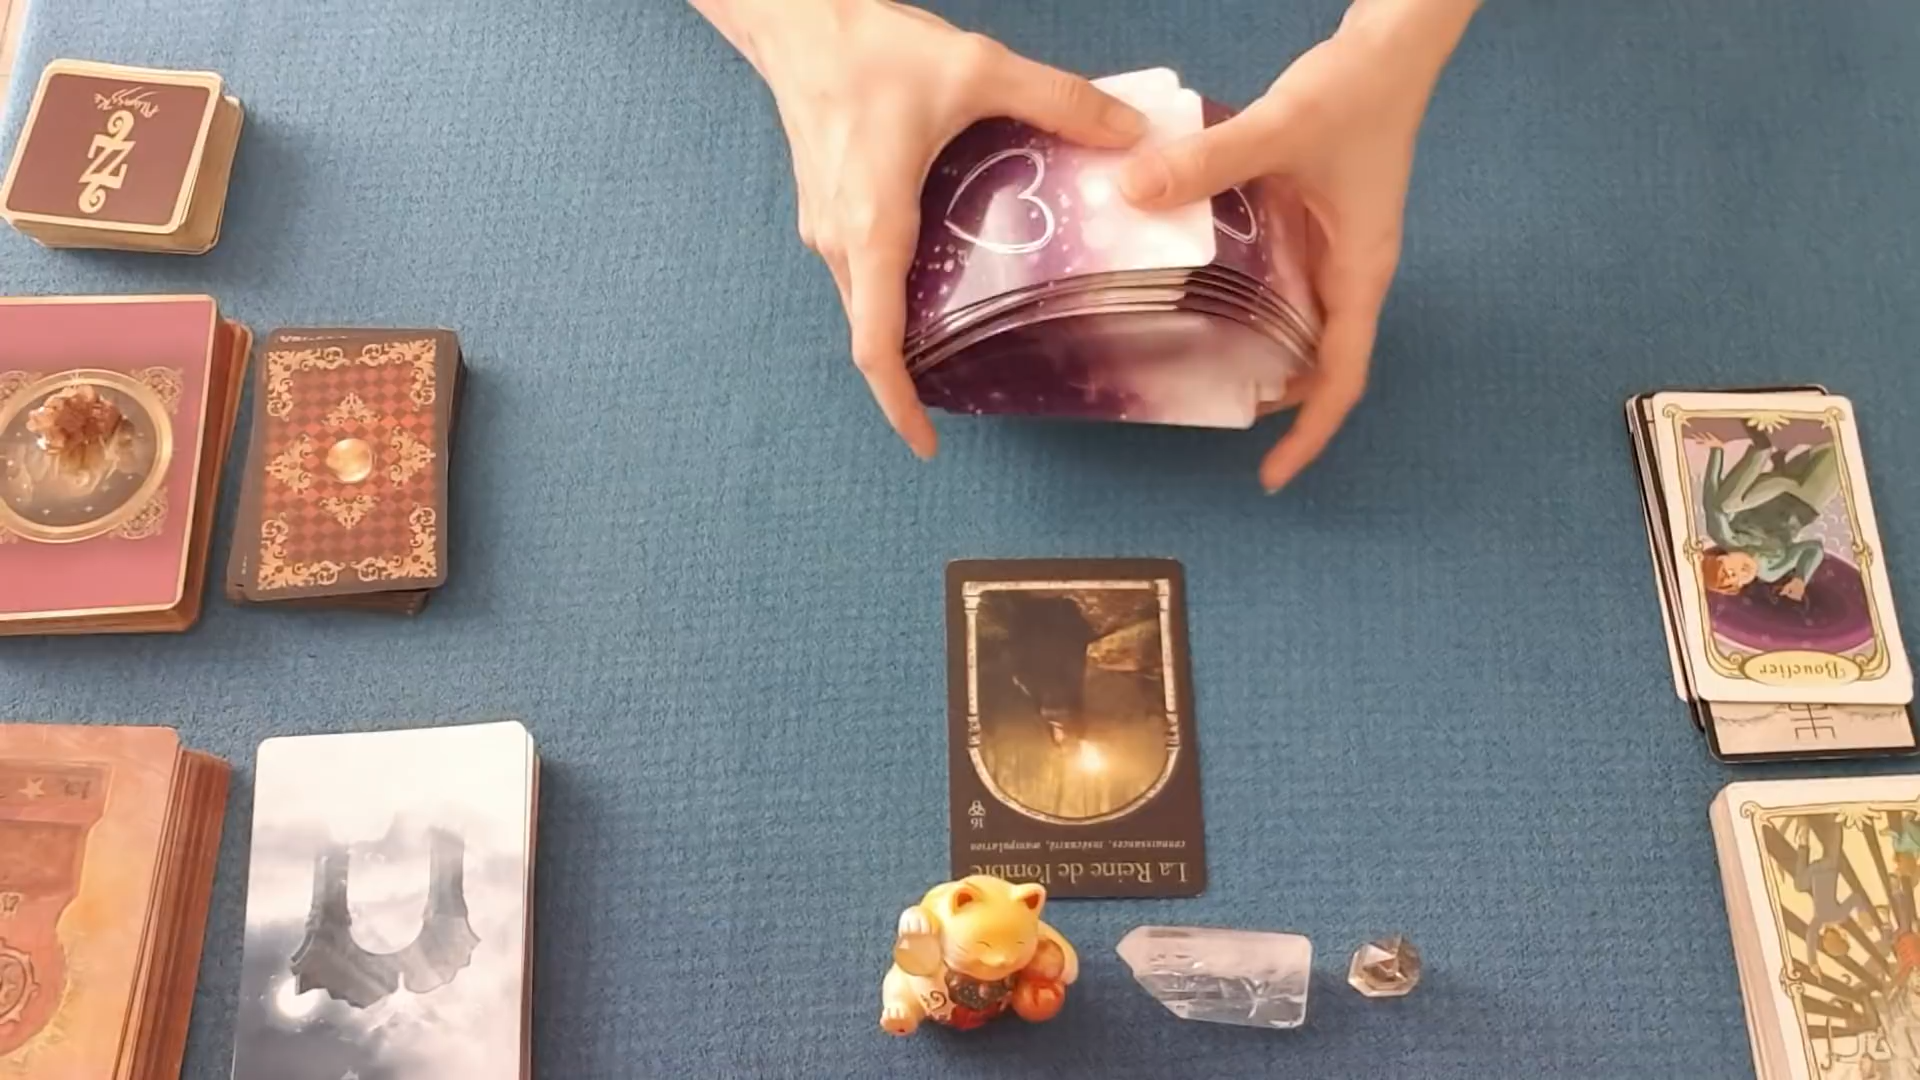 La Reine de l'ombre
connaissances, insécurité, manipulation
16
Bouclier